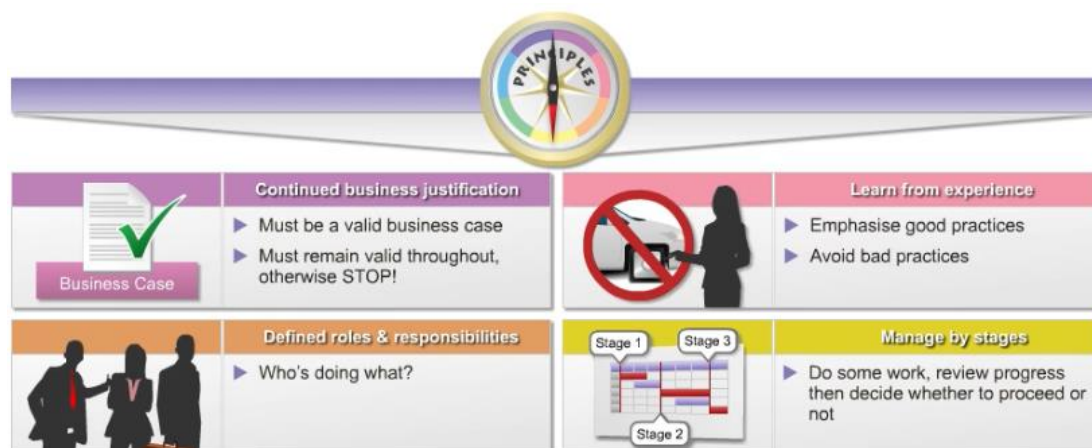 PRINCIPLES
Continued business justification
Must be a valid business case
Must remain valid throughout,
otherwise STOP!
Business Case
Learn from experience
Emphasise good practices
Avoid bad practices
Defined roles & responsibilities
Who's doing what?
Manage by stages
Stage 1
Stage 3
Stage 2
Do some work, review progress
then decide whether to proceed or
not